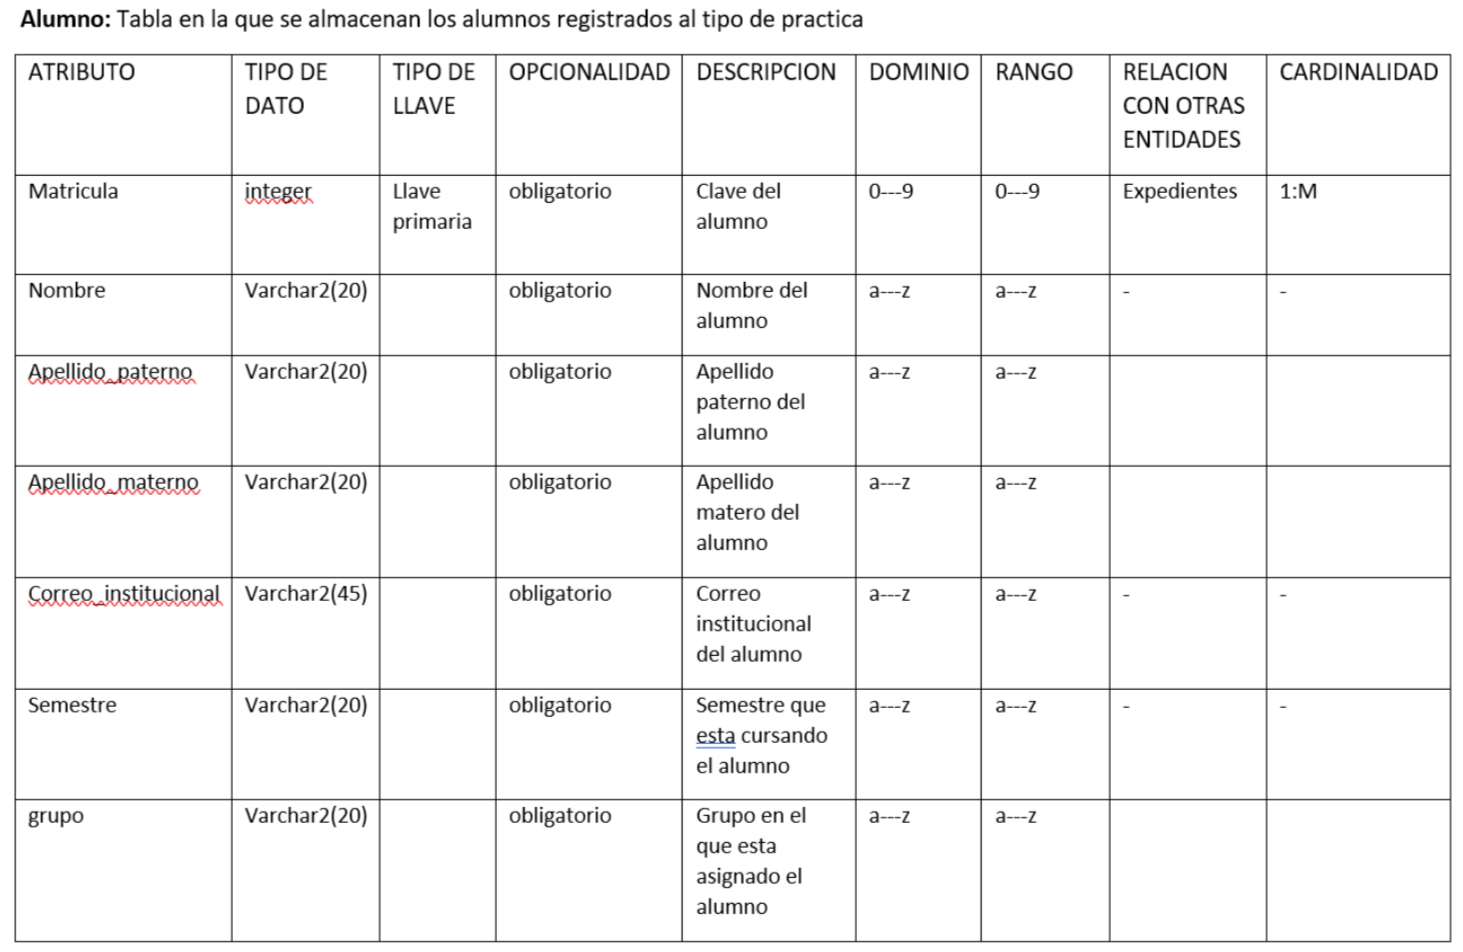 Alumno: Tabla en la que se almacenan los alumnos registrados al tipo de practica
ATRIBUTO
TIPO DE
DATO
TIPO DE
LLAVE
OPCIONALIDAD
DESCRIPCION
DOMINIO
RANGO
RELACION
CON OTRAS
ENTIDADES
CARDINALIDAD
Matricula
integer
Llave
primaria
obligatorio
Clave del
alumno
0---9
0---9
Expedientes
1:M
Nombre
Varchar2(20)
obligatorio
Nombre del
alumno
a---z
a---z
-
-
Apellido_paterno
Varchar2(20)
obligatorio
Apellido
paterno del
alumno
a---z
a---z
Apellido_materno
Varchar2(20)
obligatorio
Apellido
matero del
alumno
a---z
a---z
Correo_institucional
Varchar2(45)
obligatorio
Correo
institucional
del alumno
a---z
a---z
-
-
Semestre
Varchar2(20)
obligatorio
Semestre que
esta cursando
el alumno
a---z
a---z
-
-
grupo
Varchar2(20)
obligatorio
Grupo en el
que esta
asignado el
alumno
a---z
a---z